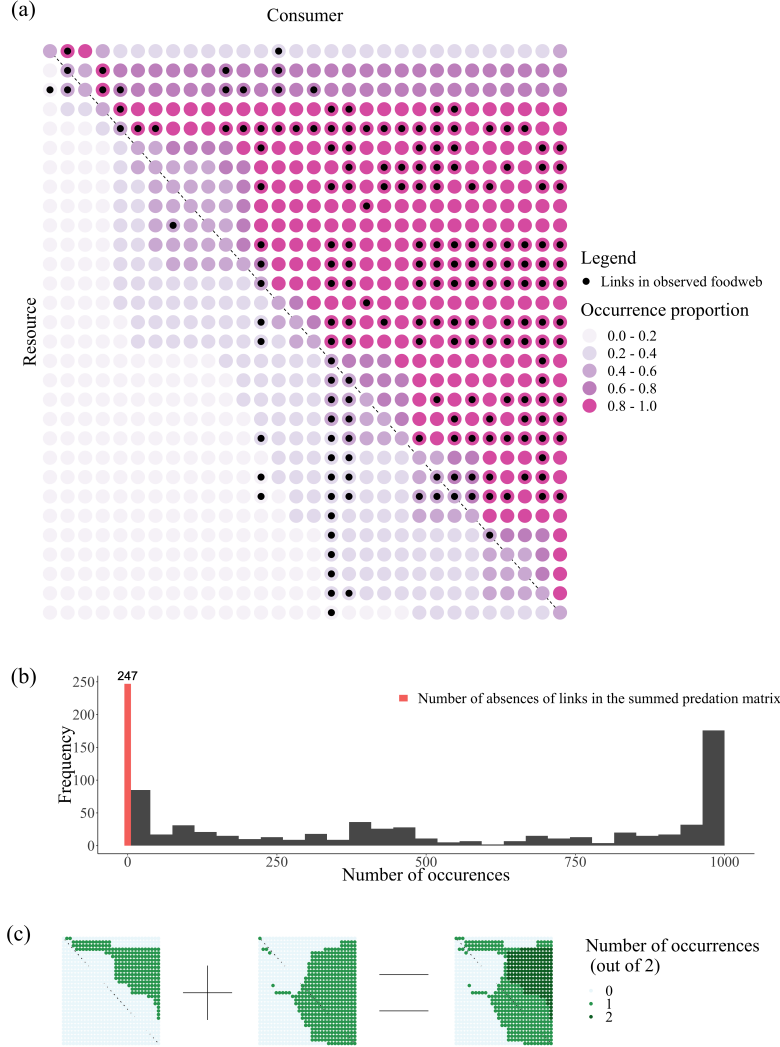 (a)
Consumer
Resource
Legend
Links in observed foodweb
Occurrence proportion
0.0 - 0.2
0.2 - 0.4
0.4 - 0.6
0.6 - 0.8
0.8 - 1.0
(b)
247
250
200
150
100
50
0
Frequency
Number of absences of links in the summed predation matrix
0 250 500 750 1000
Number of occurences
(c)
Number of occurrences
(out of 2)
0
1
2